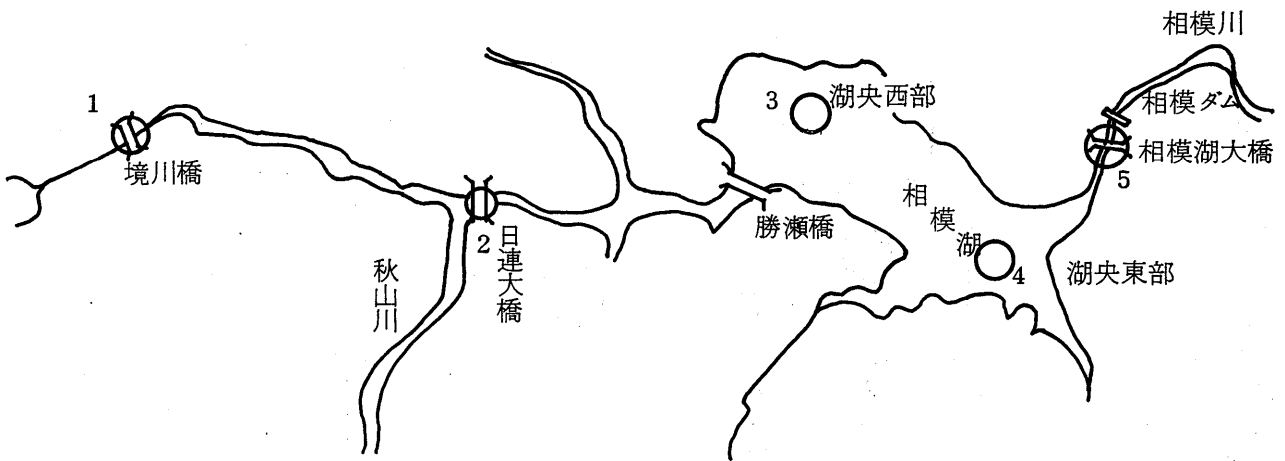 1
境川橋
2
日連大橋
秋山川
勝瀬橋
3
湖央西部
相模湖
4
湖央東部
相模川
相模ダム
相模湖大橋
5